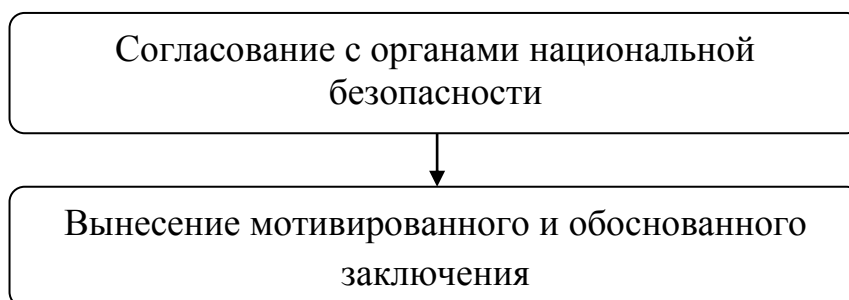 Согласование с органами национальной
безопасности
Вынесение мотивированного и обоснованного
заключения